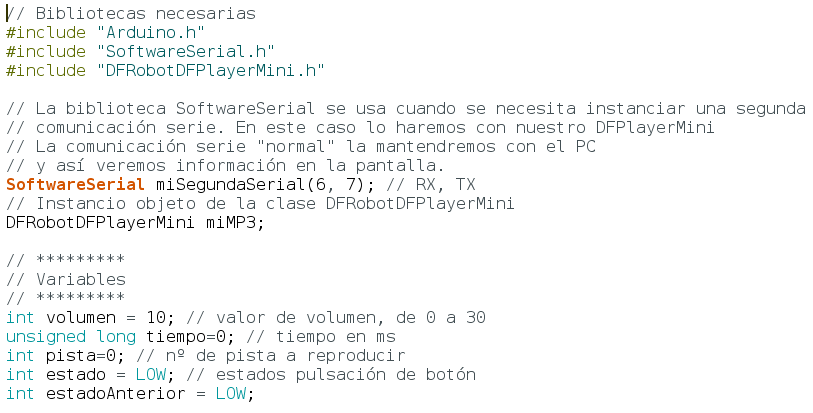 // Bibliotecas necesarias
#include "Arduino.h"
#include "SoftwareSerial.h"
#include "DFRobotDFPlayerMini.h"

// La biblioteca SoftwareSerial se usa cuando se necesita instanciar una segunda
// comunicación serie. En este caso lo haremos con nuestro DFPlayerMini
// La comunicación serie "normal" la mantendremos con el PC
// y así veremos información en la pantalla.
SoftwareSerial miSegundaSerial(6, 7); // RX, TX
// Instancio objeto de la clase DFRobotDFPlayerMini
DFRobotDFPlayerMini miMP3;

// *********
// Variables
// *********
int volumen = 10; // valor de volumen, de 0 a 30
unsigned long tiempo=0; // tiempo en ms
int pista=0; // nº de pista a reproducir
int estado = LOW; // estados pulsación de botón
int estadoAnterior = LOW;